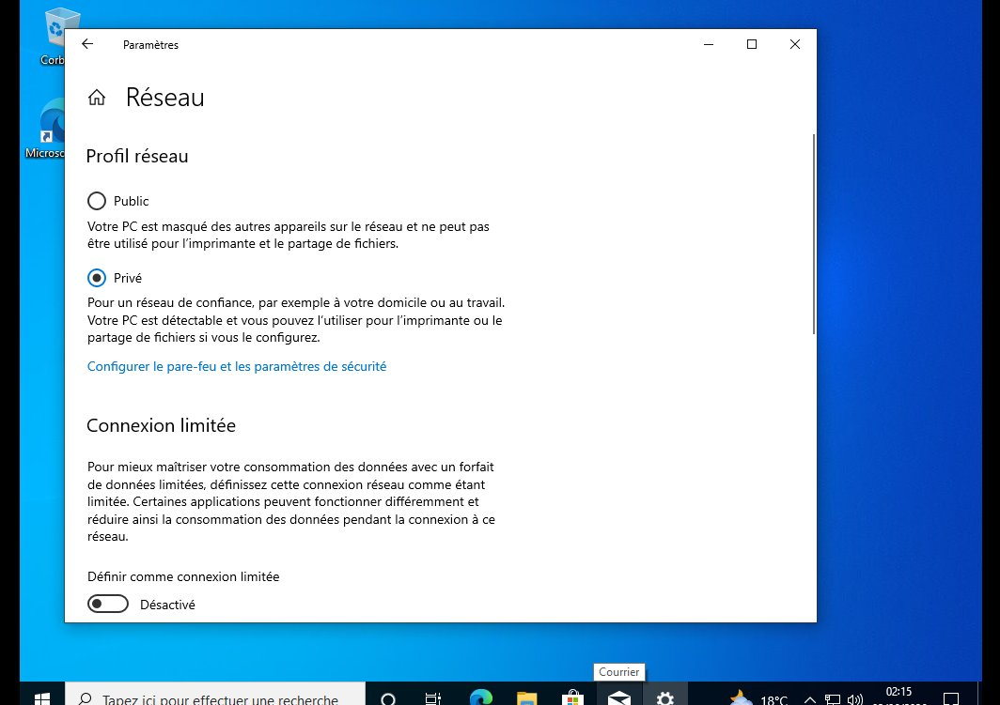 Corb
Microso
Paramètres
Réseau
Profil réseau
Public
Votre PC est masqué des autres appareils sur le réseau et ne peut pas
être utilisé pour l'imprimante et le partage de fichiers.
Privé
Pour un réseau de confiance, par exemple à votre domicile ou au travail.
Votre PC est détectable et vous pouvez l'utiliser pour l'imprimante ou le
partage de fichiers si vous le configurez.
Configurer le pare-feu et les paramètres de sécurité
Connexion limitée
Pour mieux maîtriser votre consommation des données avec un forfait
de données limitées, définissez cette connexion réseau comme étant
limitée. Certaines applications peuvent fonctionner différemment et
réduire ainsi la consommation des données pendant la connexion à ce
réseau.
Définir comme connexion limitée
Désactivé
Courrier
Tapez ici pour effectuer une recherche
18°C
02:15